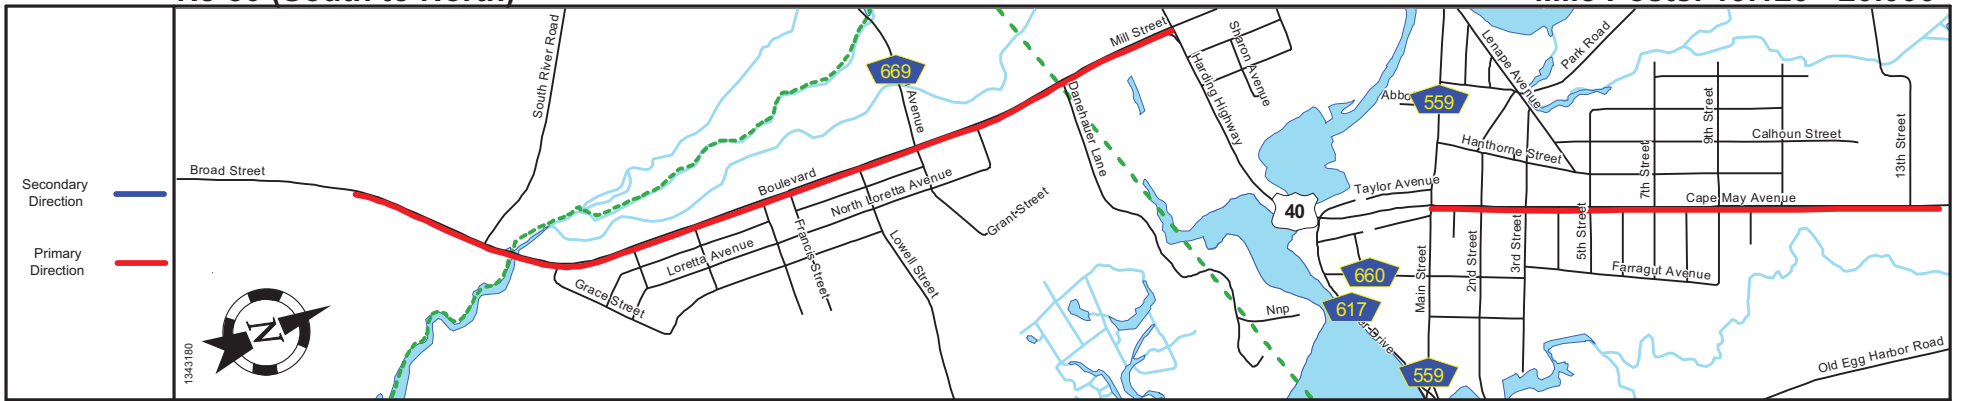 Secondary
Direction
Primary
Direction
Broad Street
South River Road
669
Avenue
Mill Street
Sharon Avenue
Harding Highway
Danehauer Lane
Boulevard
North Loretta Avenue
Loretta Avenue
Francis Street
Grace Street
Lowell Street
Grant Street
Nnp
40
660
617
er Drive
559
Abbo
559
Lenape Avenue
Park Road
Hanthorne Street
Taylor Avenue
Main Street
2nd Street
3rd Street
5th Street
7th Street
9th Street
Calhoun Street
13th Street
Cape May Avenue
Farragut Avenue
Old Egg Harbor Road
N
1343180